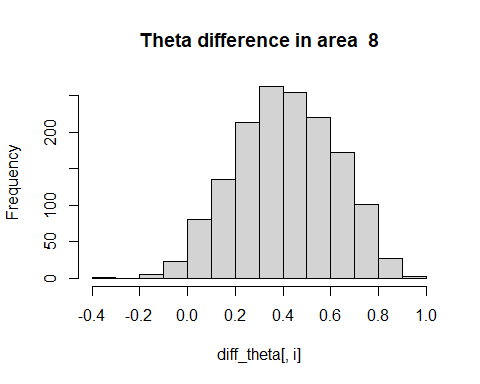 Theta difference in area  8
Frequency
200
100
50
0
-0.4 -0.2 0.0 0.2 0.4 0.6 0.8 1.0
diff_theta[, i]